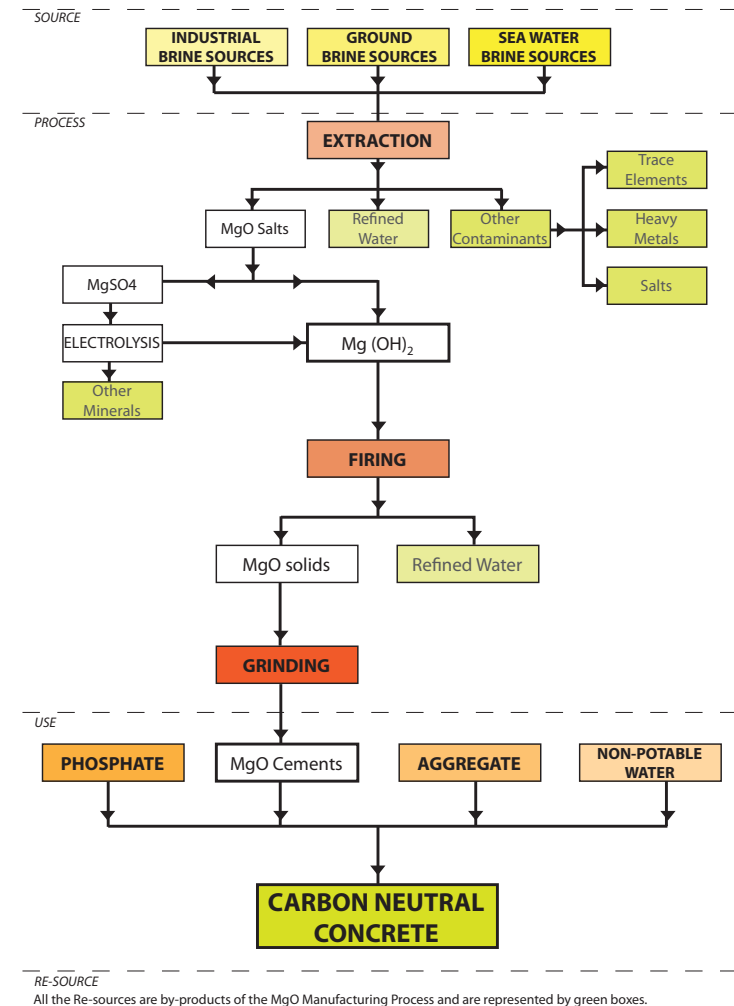 SOURCE
INDUSTRIAL
BRINE SOURCES
GROUND
BRINE SOURCES
SEA WATER
BRINE SOURCES
PROCESS
EXTRACTION
Trace
Elements
MgO Salts
Refined
Water
Other
Contaminants
Heavy
Metals
Salts
MgSO4
ELECTROLYSIS
Mg (OH)₂
Other
Minerals
FIRING
MgO solids
Refined Water
GRINDING
USE
PHOSPHATE
MgO Cements
AGGREGATE
NON-POTABLE
WATER
CARBON NEUTRAL
CONCRETE
RE-SOURCE
All the Re-sources are by-products of the MgO Manufacturing Process and are represented by green boxes.